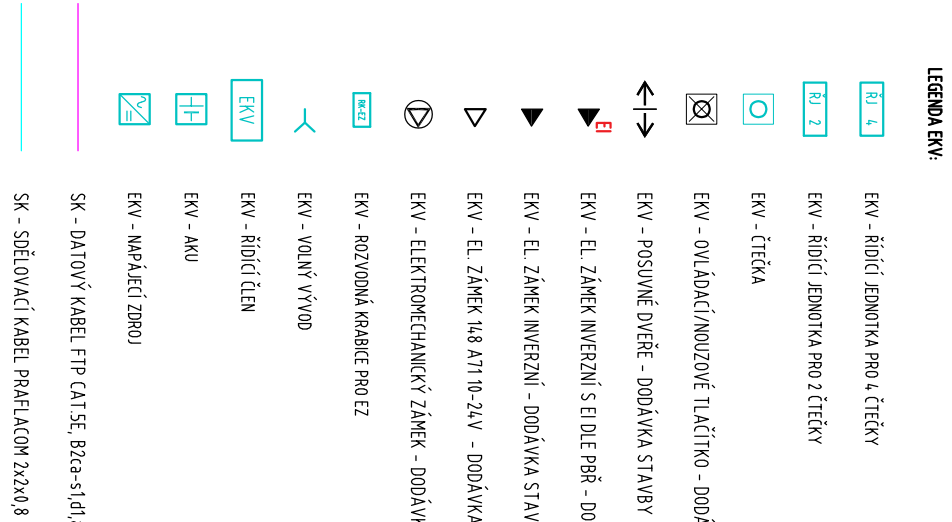 LEGENDA EKV:
ŘJ 4 EKV - ŘÍDÍCÍ JEDNOTKA PRO 4 ČTEČKY
ŘJ 2 EKV - ŘÍDÍCÍ JEDNOTKA PRO 2 ČTEČKY
EKV - ČTEČKA
EKV - OVLÁDACÍ/NOUZOVÉ TLAČÍTKO - DODÁ
EKV - POSUVNÉ DVEŘE - DODÁVKA STAVBY
EI EKV - EL. ZÁMEK INVERZNÍ S EI DLE PBŘ - DO
EKV - EL. ZÁMEK INVERZNÍ - DODÁVKA STAV
EKV - EL. ZÁMEK 148 A71 10-24V - DODÁVKA
EKV - ELEKTROMECHANICKÝ ZÁMEK - DODÁVK
RK-EZ EKV - ROZVODNÁ KRABICE PRO EZ
EKV - VOLNÝ VÝVOD
EKV EKV - ŘÍDÍCÍ ČLEN
EKV - AKU
EKV - NAPÁJECÍ ZDROJ
SK - DATOVÝ KABEL FTP CAT.5E, B2ca-s1,d1,
SK - SDĚLOVACÍ KABEL PRAFLACOM 2x2x0,8